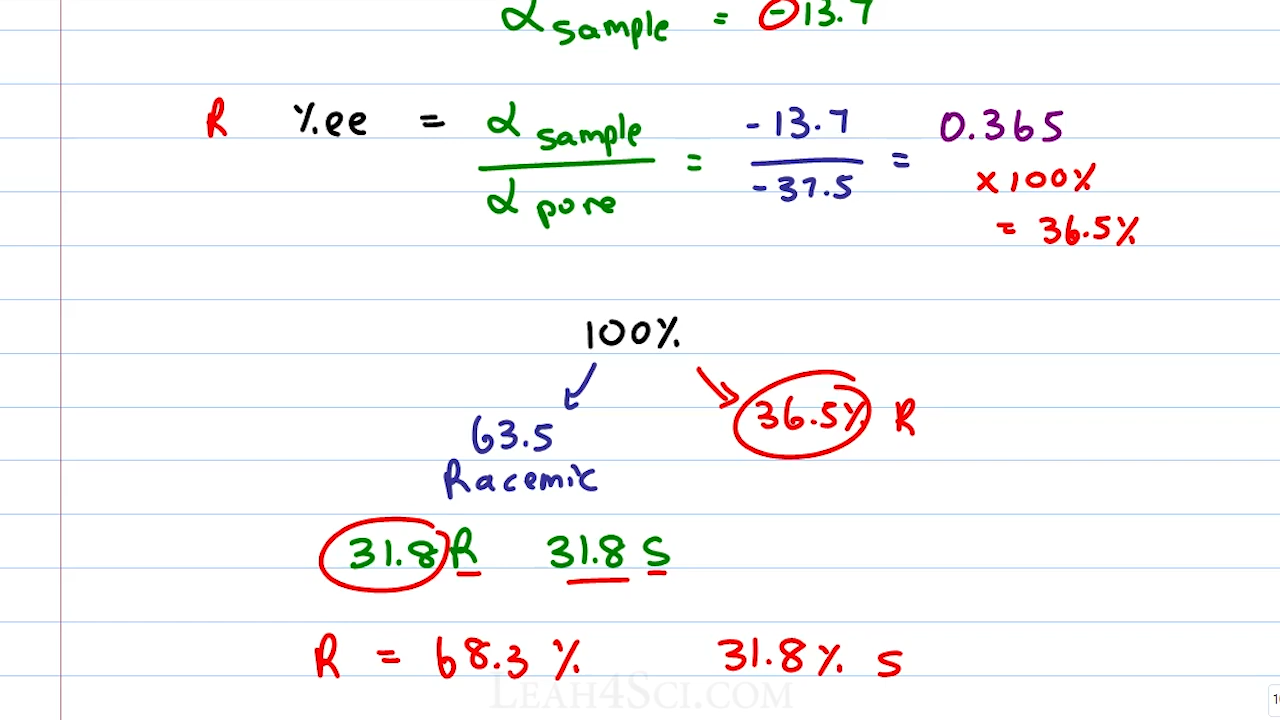 α sample = -13.7
R %ee = α sample / α pure = -13.7 / -37.5 = 0.365
x 100%
= 36.5%
100%
63.5 36.5% R
Racemic
31.8 R 31.8 S
R = 68.3 % 31.8% S
LEAH4SCI.COM